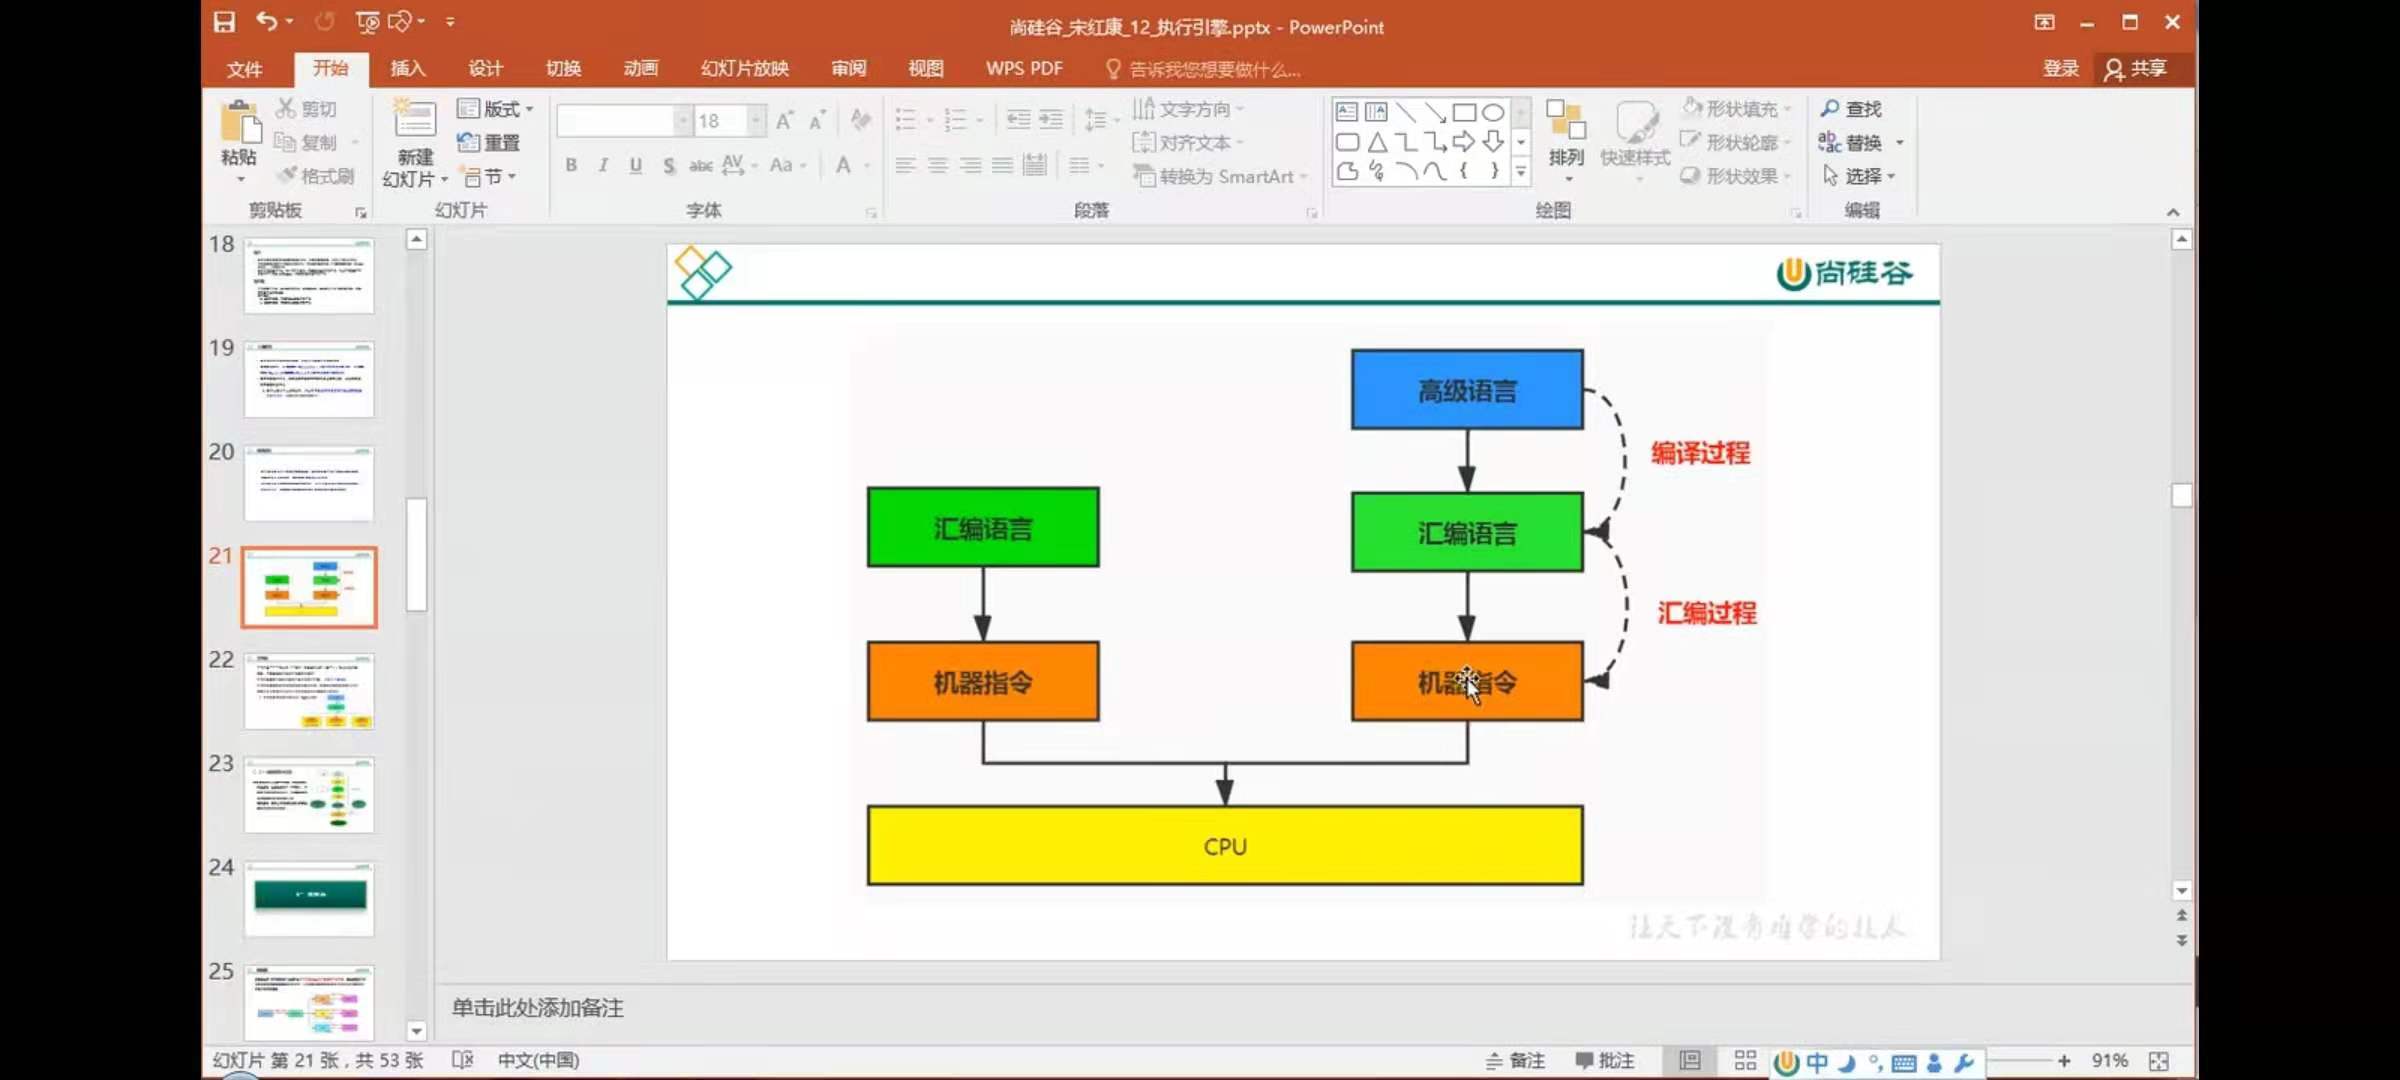 尚硅谷_宋红康_12_执行引擎.pptx - PowerPoint
文件 开始 插入 设计 切换 动画 幻灯片放映 审阅 视图 WPS PDF 告诉我您想要做什么... 登录 共享
粘贴 剪切 复制 格式刷 剪贴板
新建 幻灯片 版式 重置 节 幻灯片
18
B I U S abc AV Aa A
字体
文字方向
对齐文本
转换为 SmartArt
段落
排列 快速样式 形状填充 形状轮廓 形状效果
绘图
查找
替换
选择
编辑
18
19
20
21
22
23
24
25
尚硅谷
高级语言
编译过程
汇编语言 汇编语言
汇编过程
机器指令 机器指令
CPU
让天下没有难学的技术
单击此处添加备注
幻灯片 第 21 张，共 53 张 中文(中国) 备注 批注 中 91%